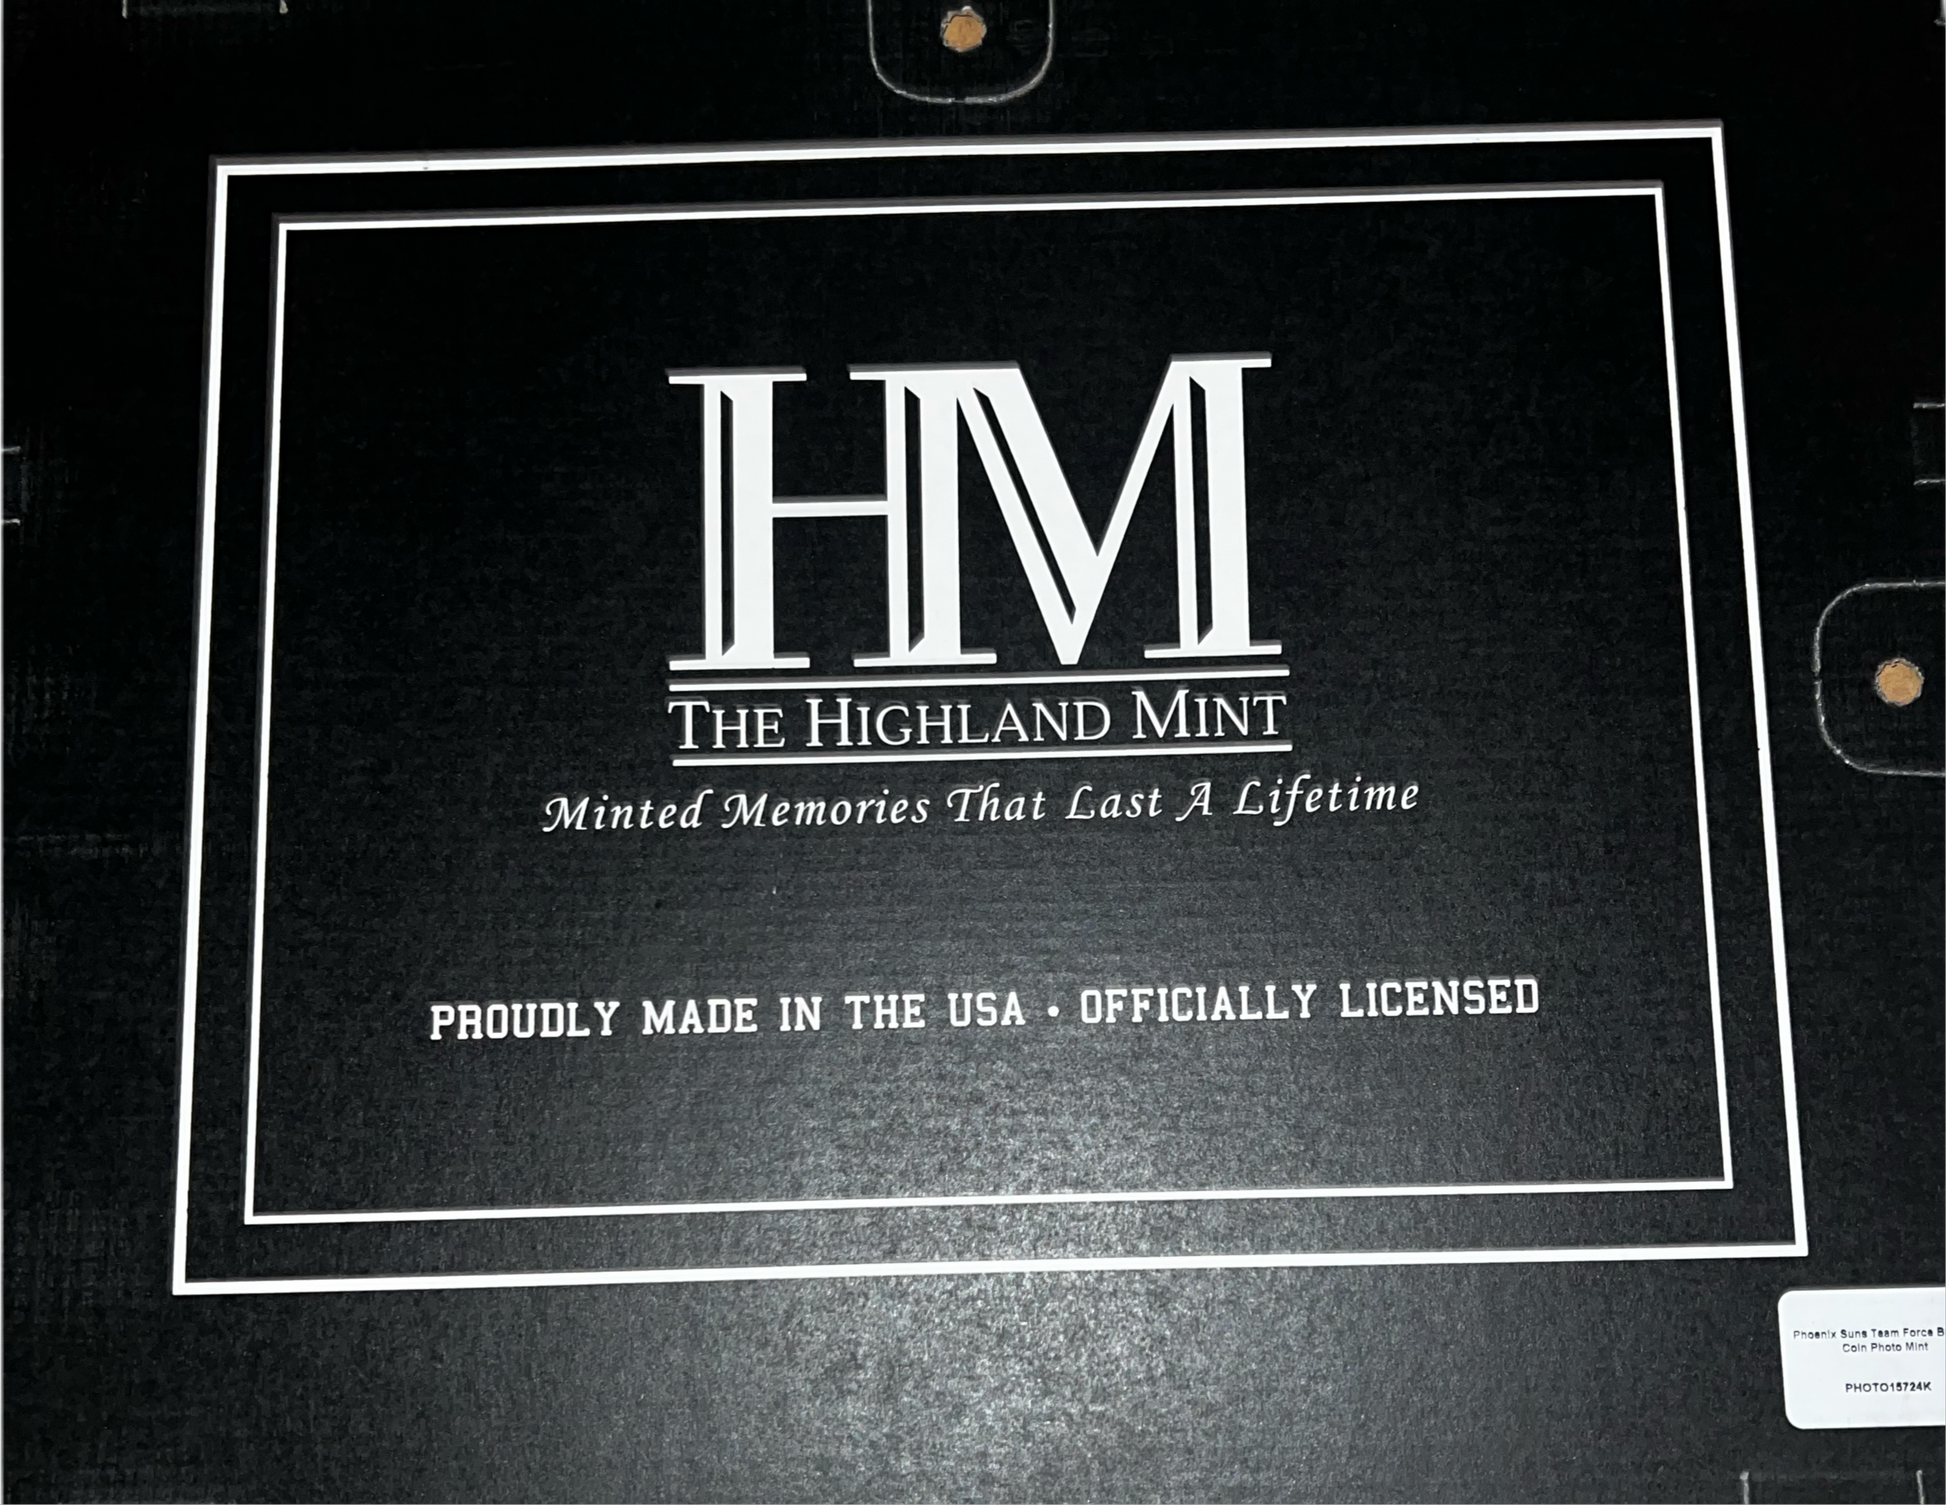 HM
THE HIGHLAND MINT
Minted Memories That Last A Lifetime
PROUDLY MADE IN THE USA • OFFICIALLY LICENSED
Phoenix Suns Team Force B
Coin Photo Mint
PHOTO15724K